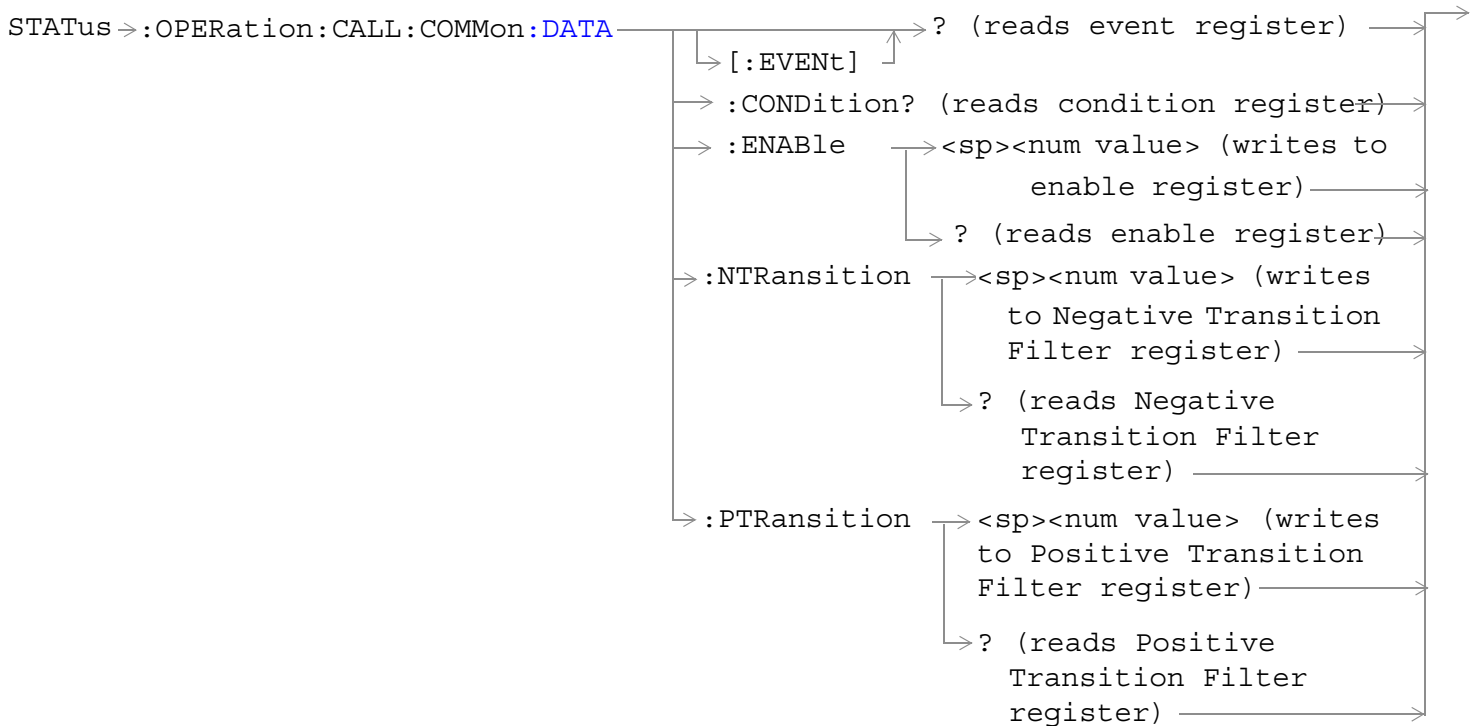 STATus :OPERation:CALL:COMMon:DATA ? (reads event register)
[:EVENt]
:CONDition? (reads condition register)
:ENABle <sp><num value> (writes to
enable register)
? (reads enable register)
:NTRansition <sp><num value> (writes
to Negative Transition
Filter register)
? (reads Negative
Transition Filter
register)
:PTRansition <sp><num value> (writes
to Positive Transition
Filter register)
? (reads Positive
Transition Filter
register)